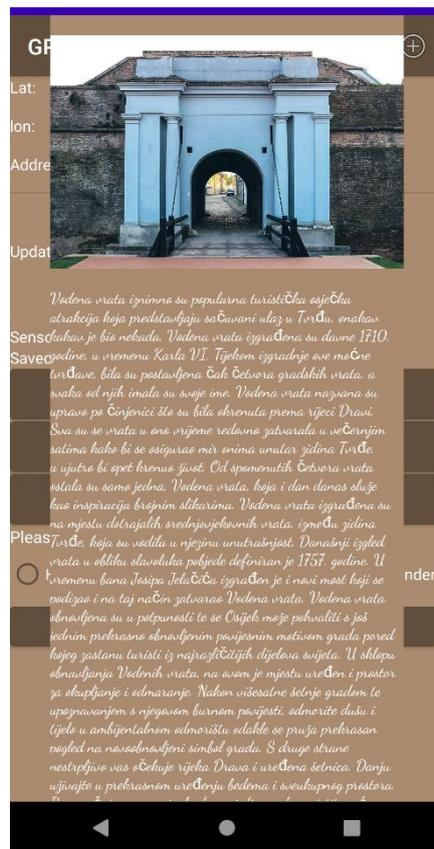 GP
Lat:
lon:
Addre
Updat
Senso
Saved
Pleas
nder
Vodena vrata iznimno su popularna turistička osječka
atrakcija koja predstavljaju sačuvani ulaz u Tvrđu, onakav
kakav je bio nekada. Vodena vrata izgrađena su davne 1710.
godine, u vremenu Karla VI. Tijekom izgradnje ove moćne
tvrđave, bila su postavljena čak četvora gradskih vrata, a
svaka od njih imala su svoje ime. Vodena vrata nazvana su
upravo po činjenici što su bila okrenuta prema rijeci Dravi.
Sva su se vrata u ono vrijeme redovno zatvarala u večernjim
satima kako bi se osigurao mir onima unutar zidina Tvrđe,
a ujutro bi opet krenuo život. Od spomenutih četvora vrata
ostala su samo jedna, Vodena vrata, koja i dan danas služe
kao inspiracija brojnim slikarima. Vodena vrata izgrađena su
na mjestu dotrajalih srednjovjekovnih vrata, između zidina
Tvrđe, koja su vodila u njezinu unutrašnjost. Današnji izgled
vrata u obliku slavoluka pobjede definiran je 1757. godine. U
vremenu bana Josipa Jelačića izgrađen je i novi most koji se
podizao i na taj način zatvarao Vodena vrata. Vodena vrata
obnovljena su u potpunosti te se Osijek može pohvaliti s još
jednim prekrasno obnovljenim povijesnim motivom grada pored
kojeg zastanu turisti iz najrazličitijih dijelova svijeta. U sklopu
obnavljanja Vodenih vrata, na ovom je mjestu uređen i prostor
za okupljanje i odmaranje. Nakon višesatne šetnje gradom te
upoznavanjem s njegovom burnom povijesti, odmorite dušu i
tijelo u ambijentalnom odmorištu odakle se pruža prekrasan
pogled na novoobnovljeni simbol grada. S druge strane
nestrpljivo vas očekuje rijeka Drava i uređena šetnica. Danju
uživajte u prekrasnom uređenju bedema i sveukupnog prostora.